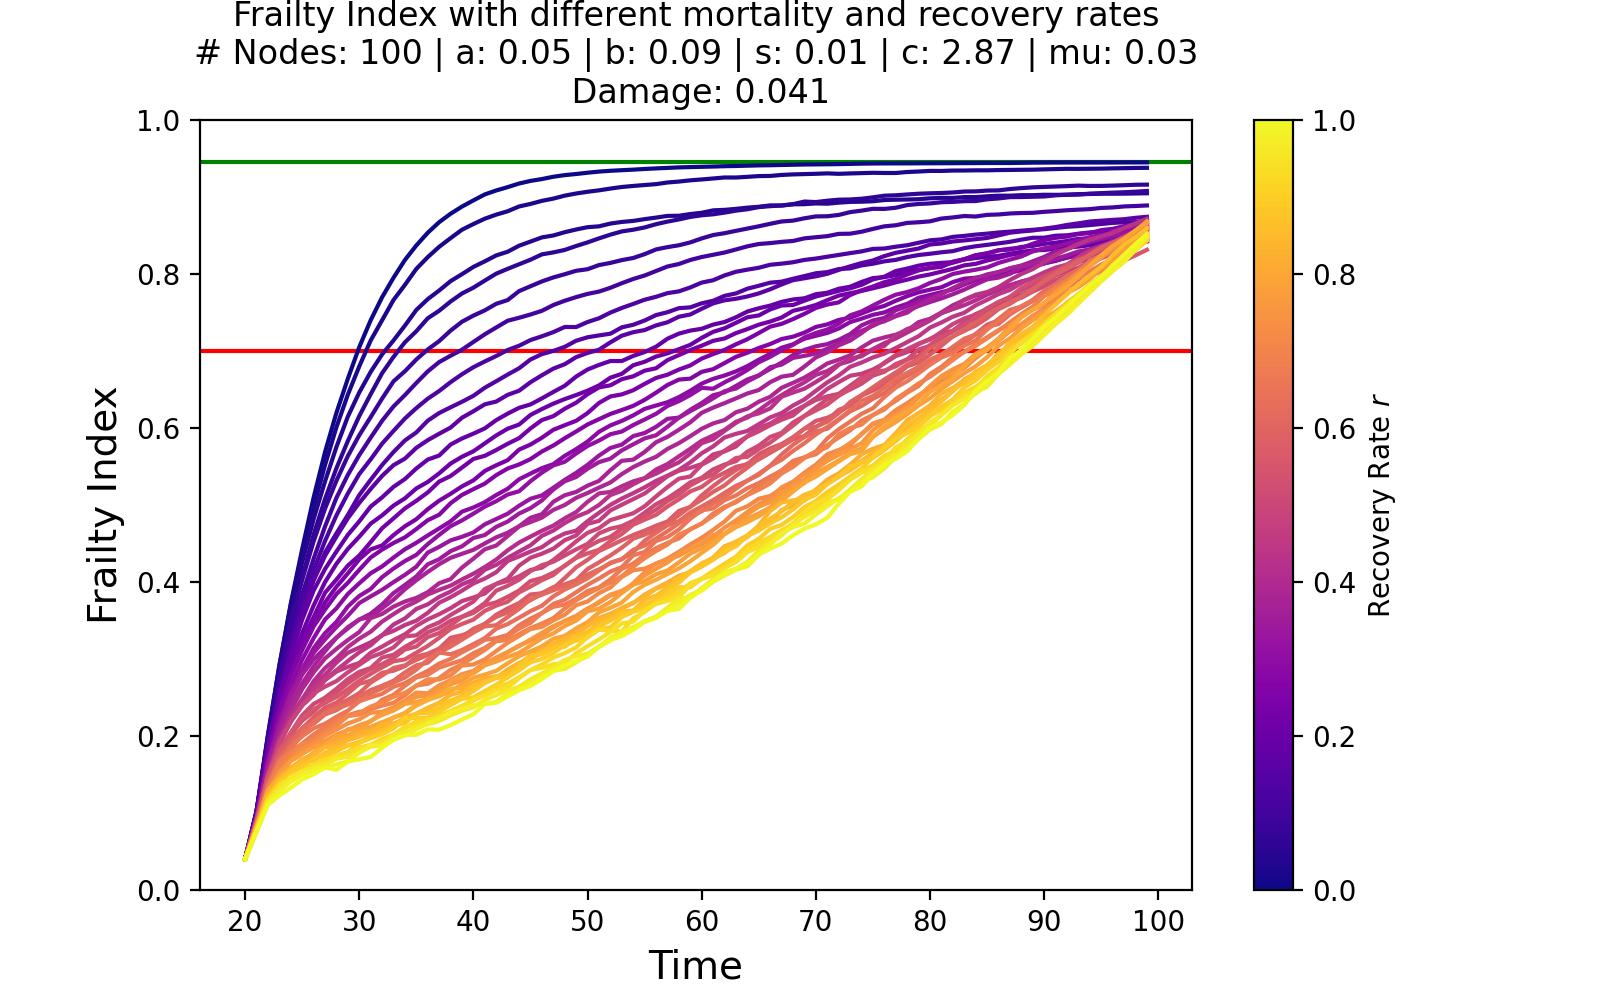 Frailty Index with different mortality and recovery rates
# Nodes: 100 | a: 0.05 | b: 0.09 | s: 0.01 | c: 2.87 | mu: 0.03
Damage: 0.041
1.0
0.8
0.6
0.4
0.2
0.0
Frailty Index
20 30 40 50 60 70 80 90 100
Time
1.0
0.8
0.6
0.4
0.2
0.0
Recovery Rate r